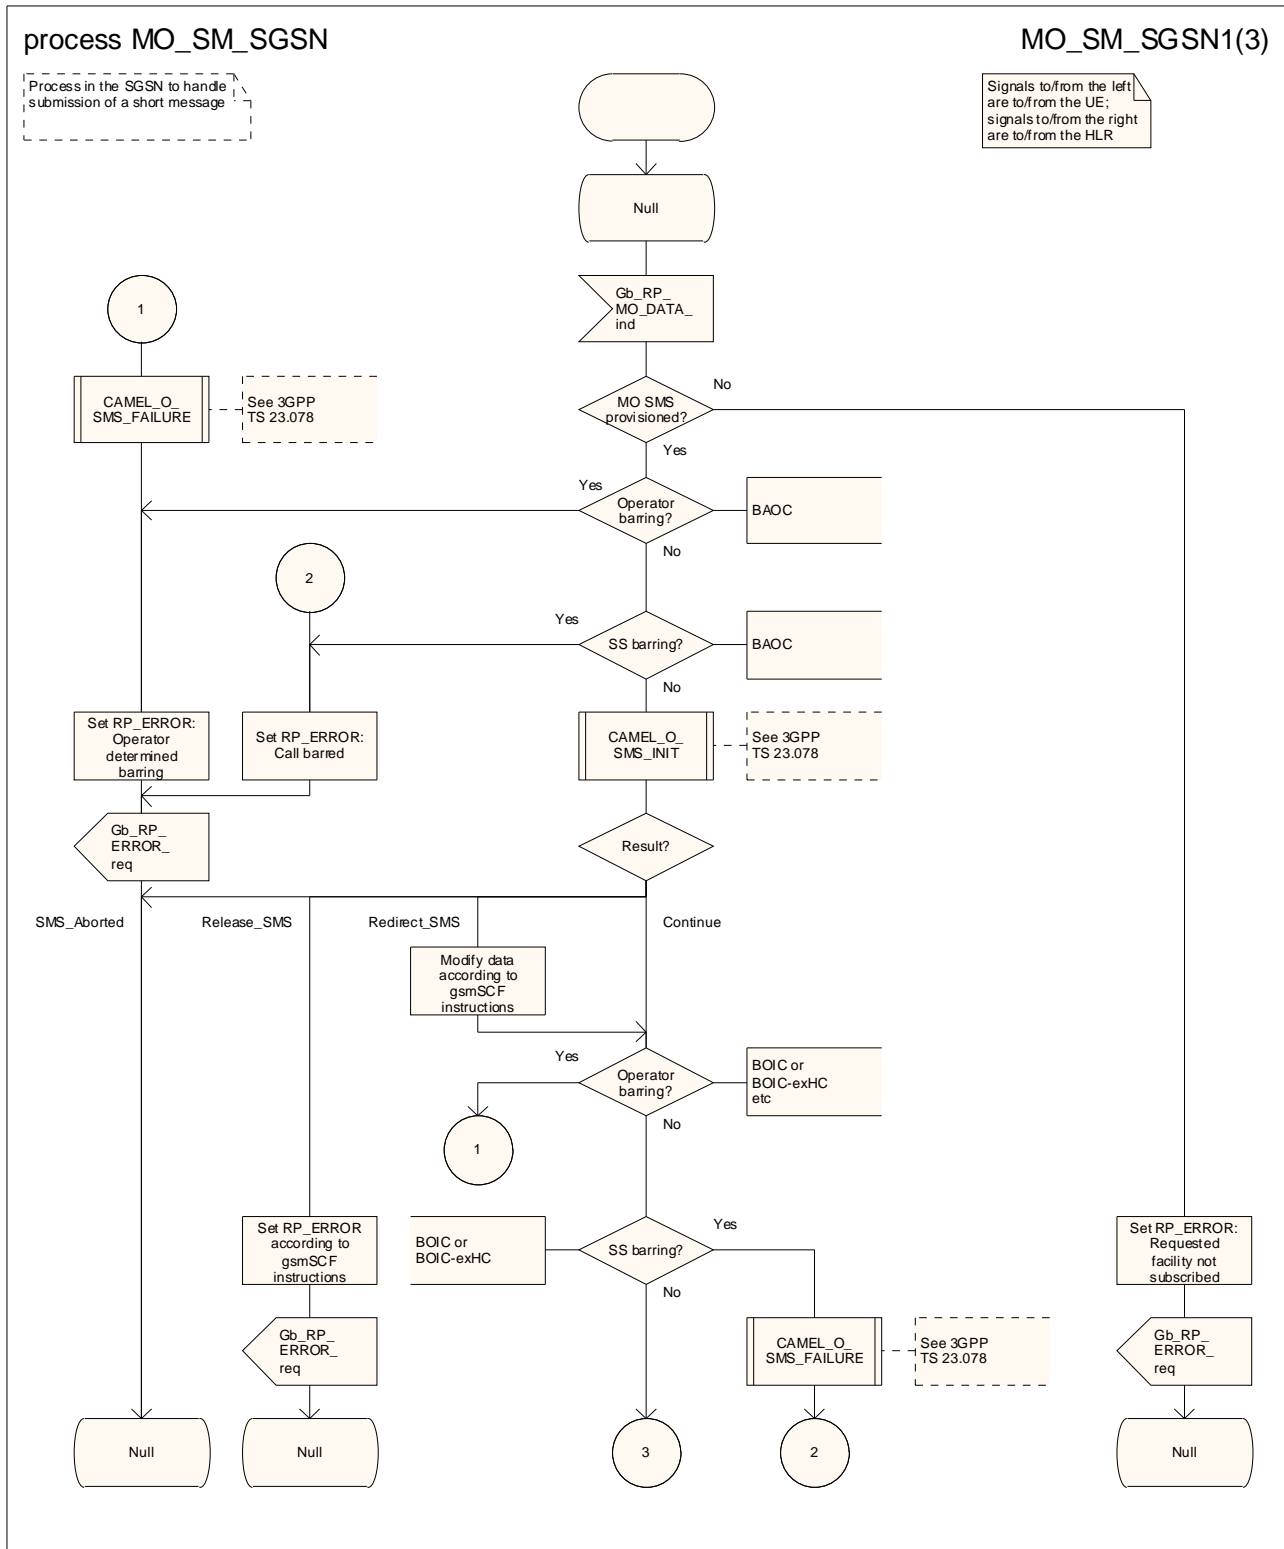 process MO_SM_SGSN
MO_SM_SGSN1(3)
Process in the SGSN to handle
submission of a short message
Signals to/from the left
are to/from the UE;
signals to/from the right
are to/from the HLR
Null
Gb_RP_
MO_DATA_
ind
1
CAMEL_O_
SMS_FAILURE
See 3GPP
TS 23.078
MO SMS
provisioned?
No
Yes
Yes
Operator
barring?
BAOC
No
2
Yes
SS barring?
BAOC
No
Set RP_ERROR:
Operator
determined
barring
Set RP_ERROR:
Call barred
CAMEL_O_
SMS_INIT
See 3GPP
TS 23.078
Gb_RP_
ERROR_
req
Result?
SMS_Aborted
Release_SMS
Redirect_SMS
Continue
Modify data
according to
gsmSCF
instructions
Yes
Operator
barring?
BOIC or
BOIC-exHC
etc
No
1
Set RP_ERROR
according to
gsmSCF
instructions
BOIC or
BOIC-exHC
SS barring?
Yes
No
Set RP_ERROR:
Requested
facility not
subscribed
Gb_RP_
ERROR_
req
CAMEL_O_
SMS_FAILURE
See 3GPP
TS 23.078
Gb_RP_
ERROR_
req
Null
Null
3
2
Null